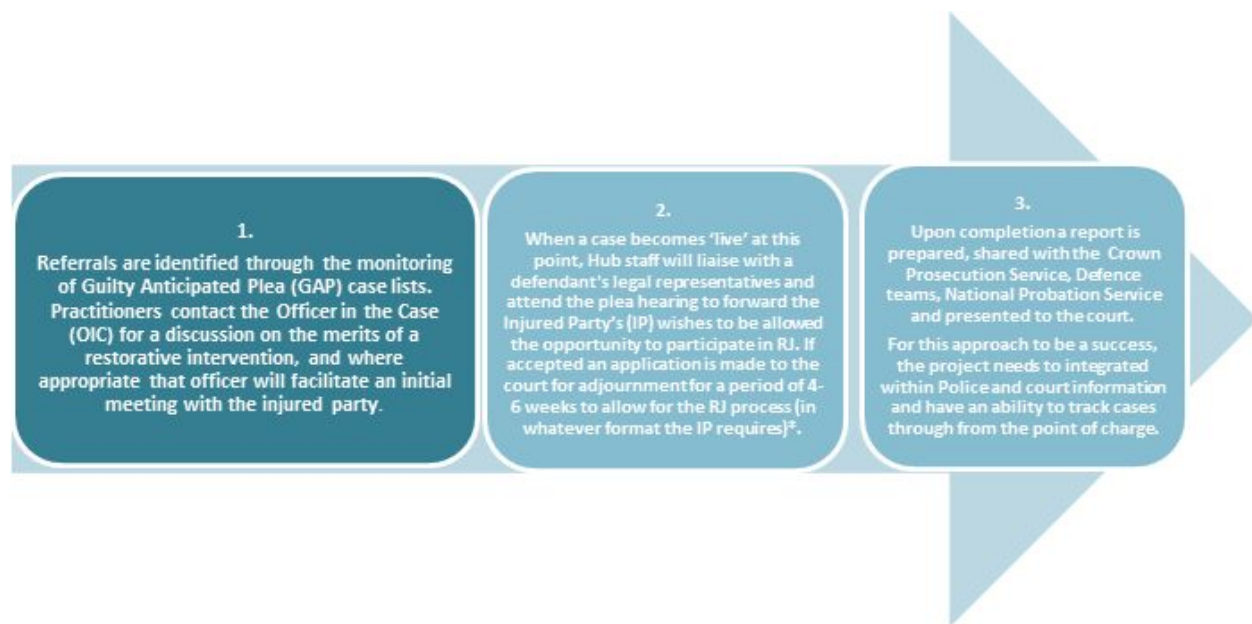 1.
Referrals are identified through the monitoring
of Guilty Anticipated Plea (GAP) case lists.
Practitioners contact the Officer in the Case
(OIC) for a discussion on the merits of a
restorative intervention, and where
appropriate that officer will facilitate an initial
meeting with the injured party.
2.
When a case becomes 'live' at this
point, Hub staff will liaise with a
defendant's legal representatives and
attend the plea hearing to forward the
Injured Party's (IP) wishes to be allowed
the opportunity to participate in RJ. If
accepted an application is made to the
court for adjournment for a period of 4-
6 weeks to allow for the RJ process (in
whatever format the IP requires)*.
3.
Upon completion a report is
prepared, shared with the Crown
Prosecution Service, Defence
teams, National Probation Service
and presented to the court.
For this approach to be a success,
the project needs to integrated
within Police and court information
and have an ability to track cases
through from the point of charge.